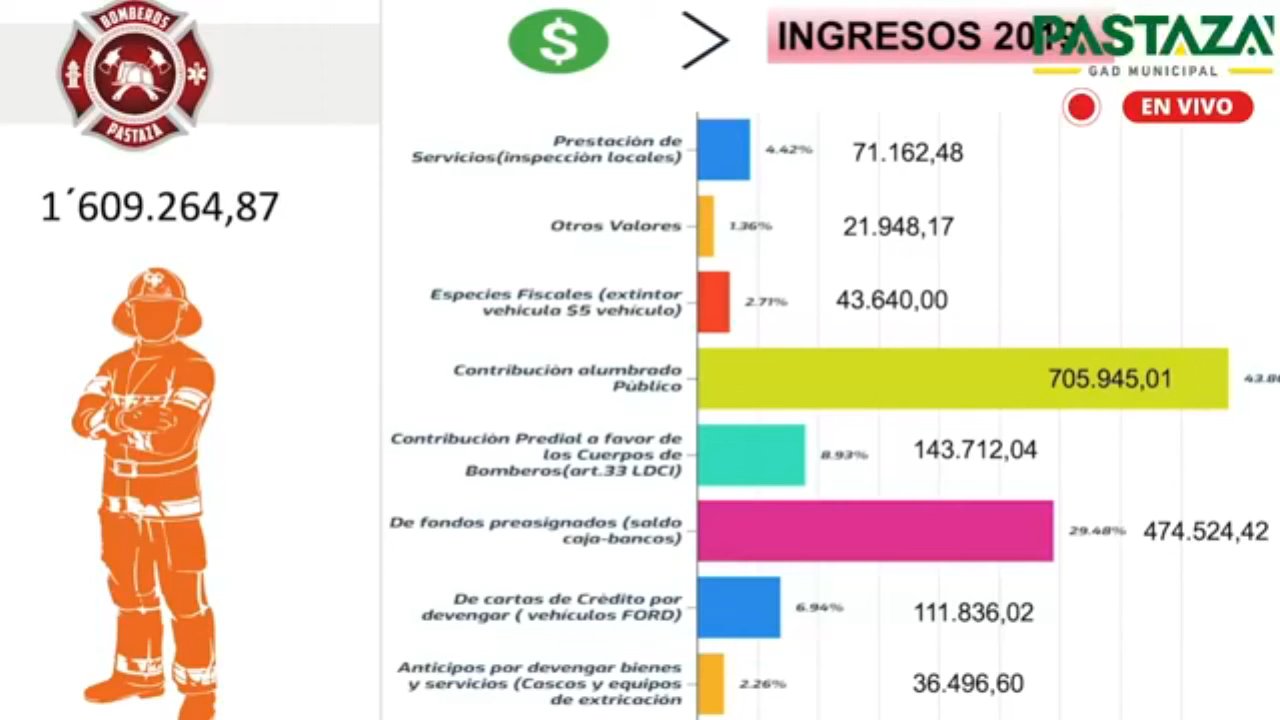 BOMBEROS
PASTAZA
1´609.264,87
$
INGRESOS
PASTAZA
GAD MUNICIPAL
EN VIVO
Prestación de
Servicios(inspección locales)
4.42%
71.162,48
Otros Valores
1.36%
21.948,17
Especies Fiscales (extintor
vehícula $5 vehículo)
2.71%
43.640,00
Contribución alumbrado
Público
705.945,01
Contribución Predial a favor de
los Cuerpos de
Bomberos(art.33 LDCI)
8.93%
143.712,04
De fondos preasignados (saldo
caja-bancos)
29.48%
474.524,42
De cartas de Crédito por
devengar ( vehículos FORD)
6.94%
111.836,02
Anticipos por devengar bienes
y servicios (Cascos y equipos
de extricación
2.26%
36.496,60